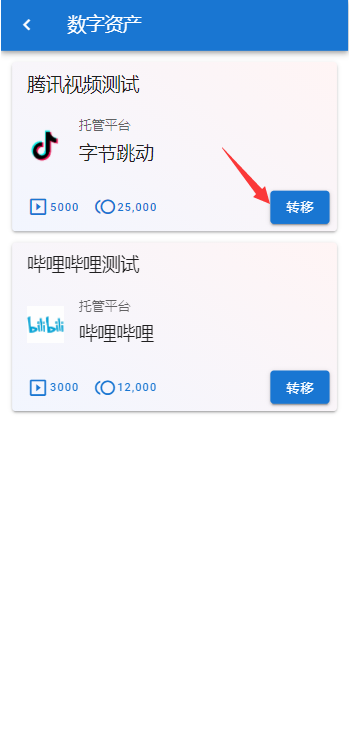 数字资产
腾讯视频测试
托管平台
字节跳动
5000 25,000 转移
哔哩哔哩测试
托管平台
bilibili
哔哩哔哩
3000 12,000 转移